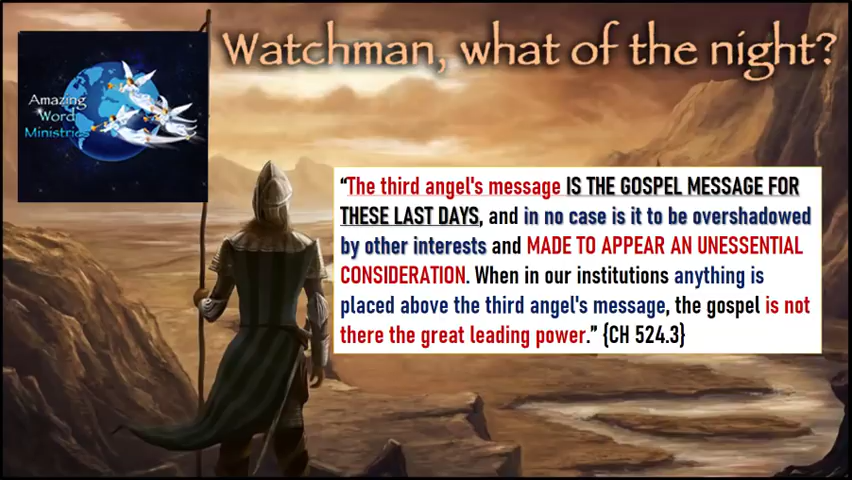 Watchman, what of the night?
Amazing
Word
Ministries
“The third angel's message IS THE GOSPEL MESSAGE FOR
THESE LAST DAYS, and in no case is it to be overshadowed
by other interests and MADE TO APPEAR AN UNESSENTIAL
CONSIDERATION. When in our institutions anything is
placed above the third angel's message, the gospel is not
there the great leading power.” {CH 524.3}